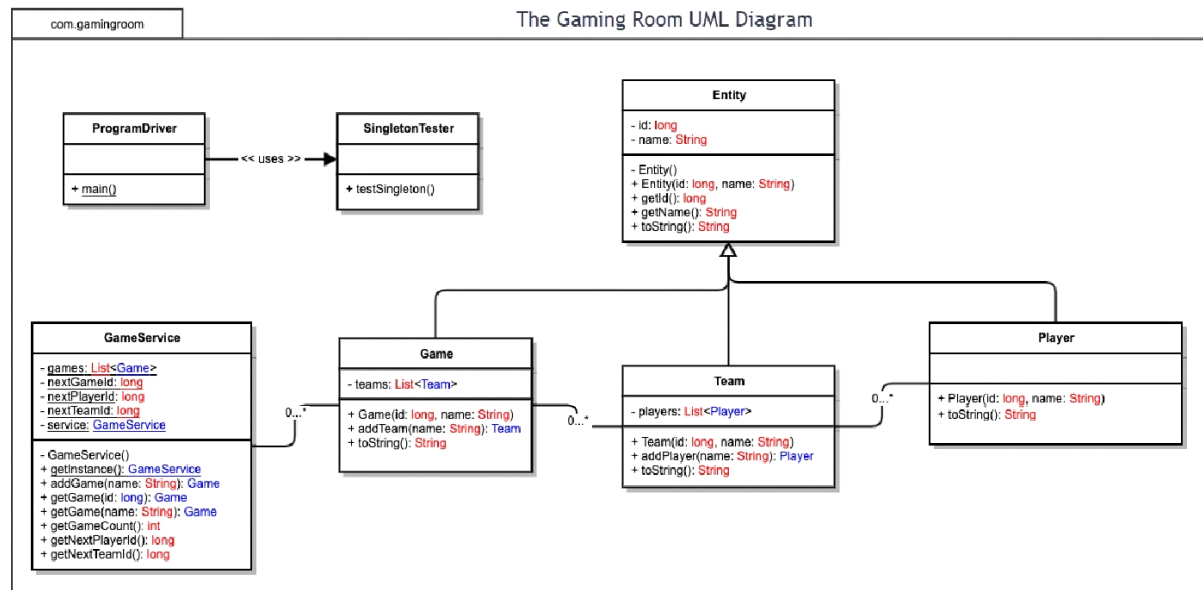 com.gamingroom
The Gaming Room UML Diagram
ProgramDriver
+ main()
<< uses >>
SingletonTester
+ testSingleton()
Entity
- id: long
- name: String
- Entity()
+ Entity(id: long, name: String)
+ getId(): long
+ getName(): String
+ toString(): String
GameService
- games: List<Game>
- nextGameId: long
- nextPlayerId: long
- nextTeamId: long
- service: GameService
- GameService()
+ getInstance(): GameService
+ addGame(name: String): Game
+ getGame(id: long): Game
+ getGame(name: String): Game
+ getGameCount(): int
+ getNextPlayerId(): long
+ getNextTeamId(): long
0...*
Game
- teams: List<Team>
+ Game(id: long, name: String)
+ addTeam(name: String): Team
+ toString(): String
0...*
Team
- players: List<Player>
+ Team(id: long, name: String)
+ addPlayer(name: String): Player
+ toString(): String
0...*
Player
+ Player(id: long, name: String)
+ toString(): String